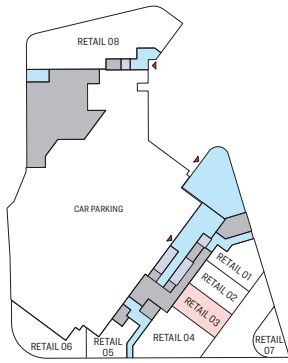 RETAIL 08
CAR PARKING
RETAIL 01
RETAIL 02
RETAIL 03
RETAIL 04
RETAIL 05
RETAIL 06
RETAIL 07